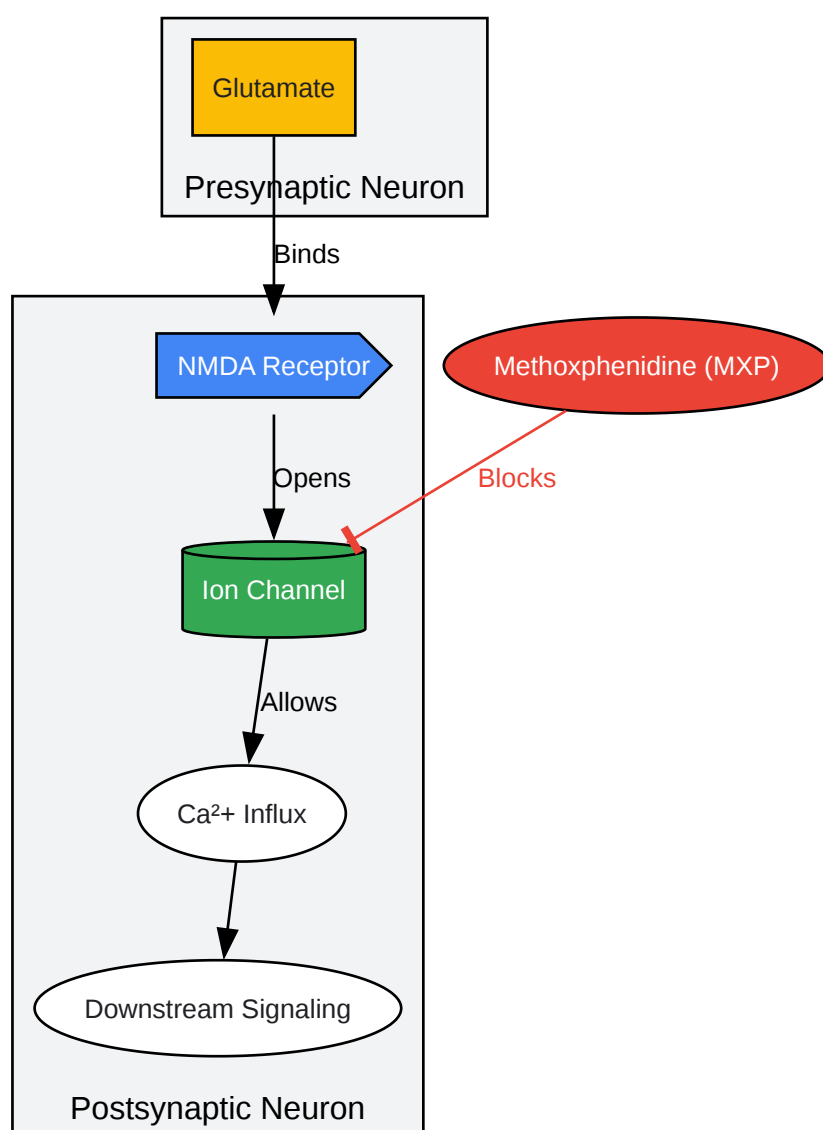 Glutamate
Presynaptic Neuron
Binds
NMDA Receptor
Methoxphenidine (MXP)
Opens
Blocks
Ion Channel
Allows
Ca²+ Influx
Downstream Signaling
Postsynaptic Neuron